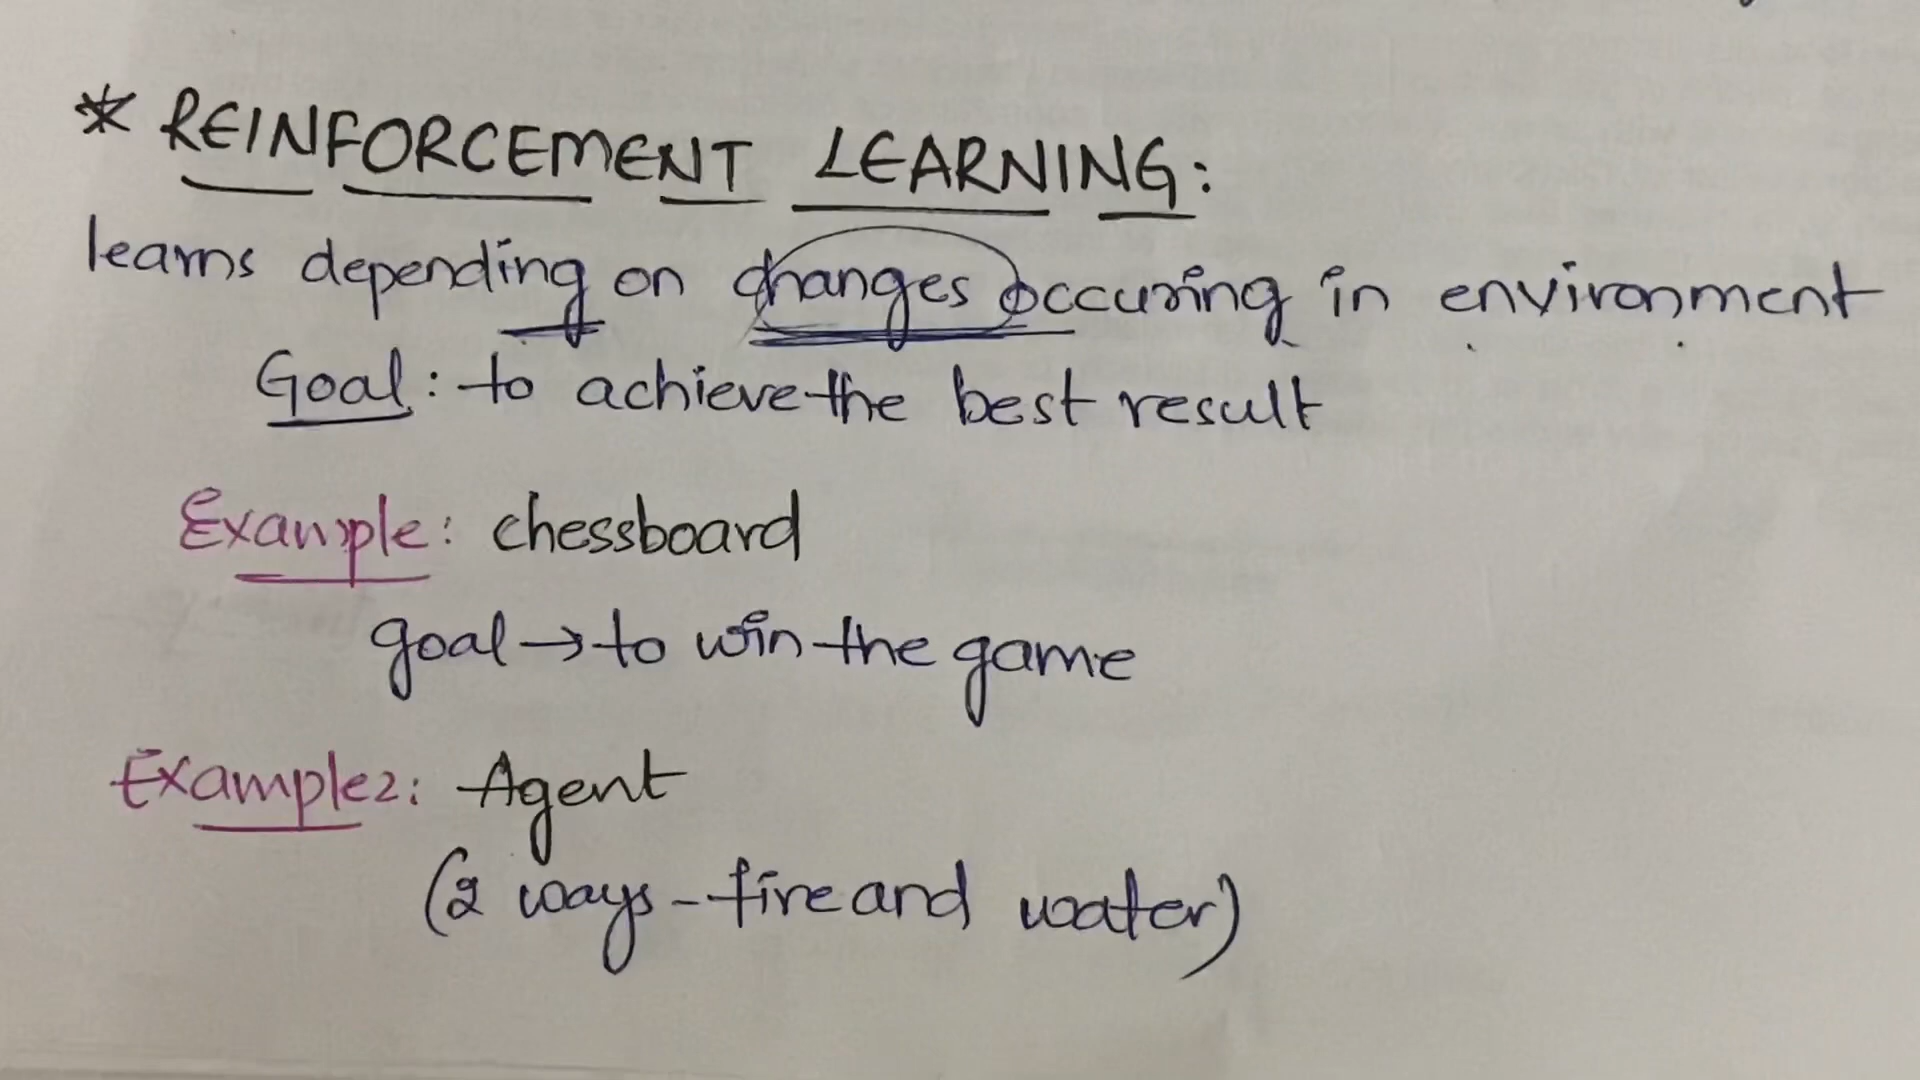 * REINFORCEMENT LEARNING:
learns depending on changes occuring in environment
Goal: to achieve the best result
Example: chessboard
goal → to win the game
Example2: Agent
(2 ways - fire and water)